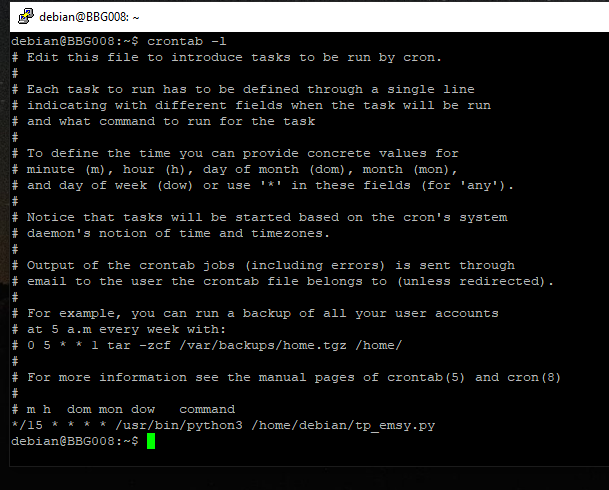 debian@BBG008: ~
debian@BBG008:~$ crontab -l
# Edit this file to introduce tasks to be run by cron.
#
# Each task to run has to be defined through a single line
# indicating with different fields when the task will be run
# and what command to run for the task
#
# To define the time you can provide concrete values for
# minute (m), hour (h), day of month (dom), month (mon),
# and day of week (dow) or use '*' in these fields (for 'any').
#
# Notice that tasks will be started based on the cron's system
# daemon's notion of time and timezones.
#
# Output of the crontab jobs (including errors) is sent through
# email to the user the crontab file belongs to (unless redirected).
#
# For example, you can run a backup of all your user accounts
# at 5 a.m every week with:
# 0 5 * * 1 tar -zcf /var/backups/home.tgz /home/
#
# For more information see the manual pages of crontab(5) and cron(8)
#
# m h  dom mon dow   command
*/15 * * * * /usr/bin/python3 /home/debian/tp_emsy.py
debian@BBG008:~$